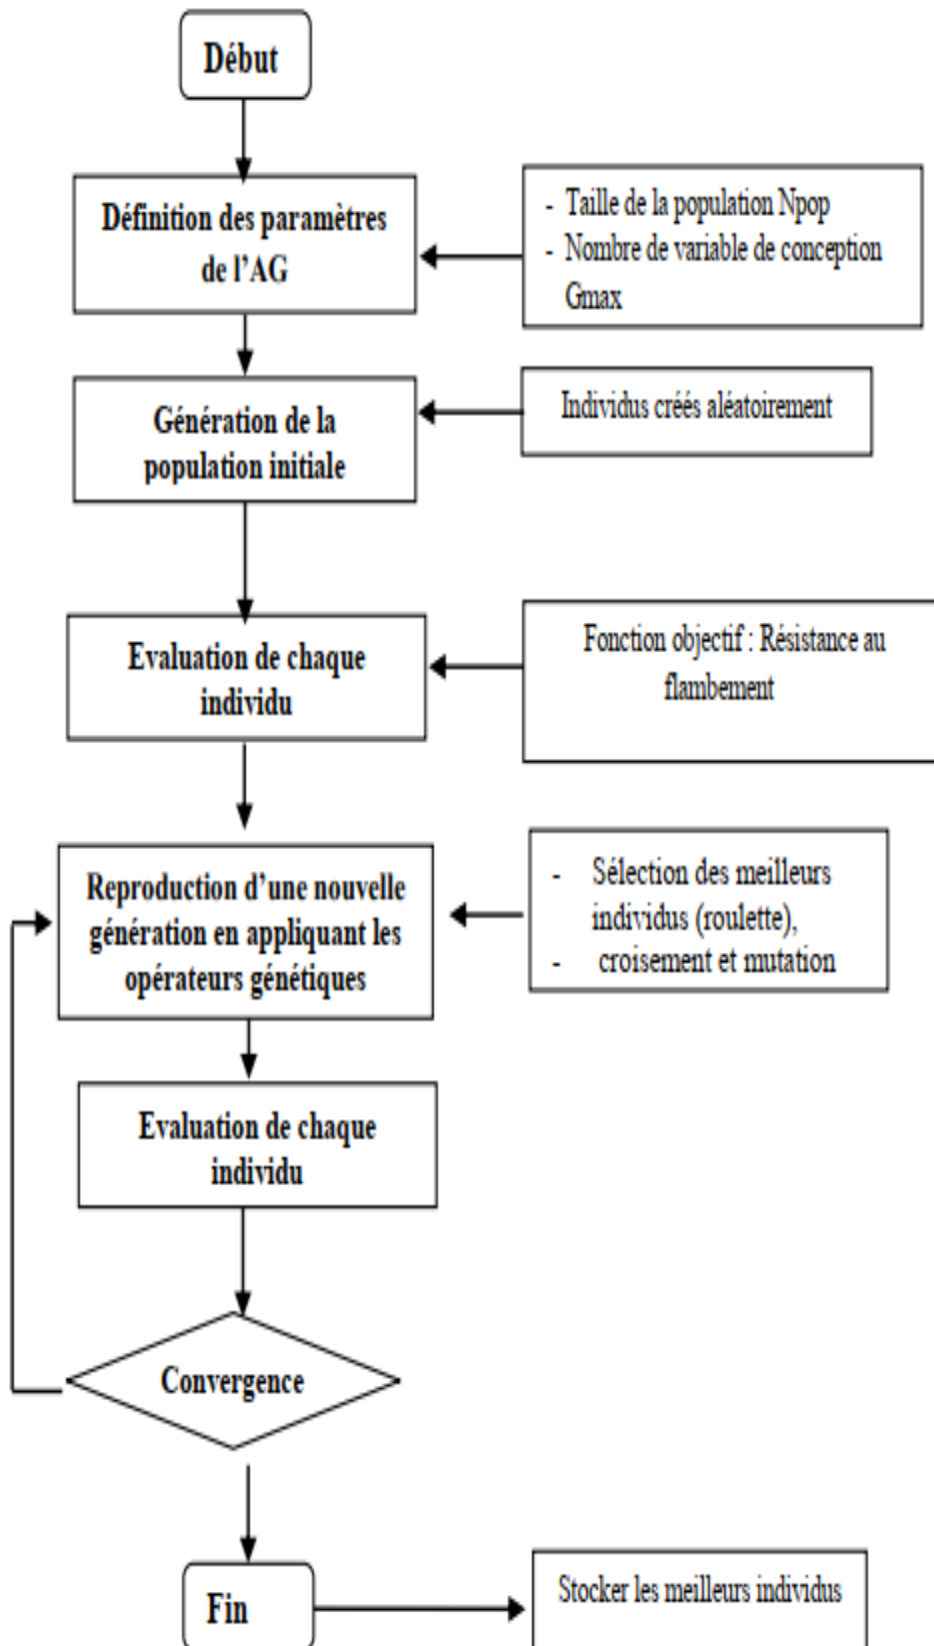 Début
Définition des paramètres
de l'AG
- Taille de la population Npop
- Nombre de variable de conception
Gmax
Génération de la
population initiale
Individus créés aléatoirement
Evaluation de chaque
individu
Fonction objectif : Résistance au
flambement
Reproduction d'une nouvelle
génération en appliquant les
opérateurs génétiques
- Sélection des meilleurs
individus (roulette),
- croisement et mutation
Evaluation de chaque
individu
Convergence
Fin
Stocker les meilleurs individus